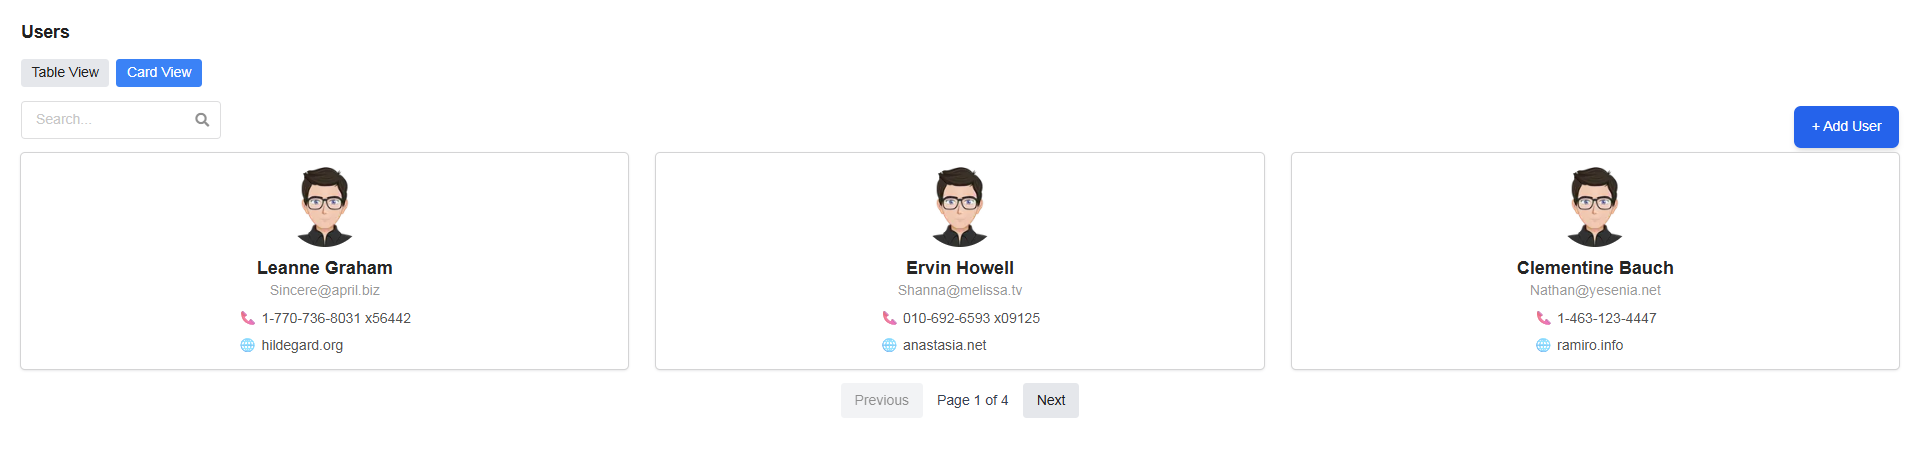 Users
Table View Card View
Search...
+ Add User
Leanne Graham
Sincere@april.biz
1-770-736-8031 x56442
hildegard.org
Ervin Howell
Shanna@melissa.tv
010-692-6593 x09125
anastasia.net
Clementine Bauch
Nathan@yesenia.net
1-463-123-4447
ramiro.info
Previous Page 1 of 4 Next